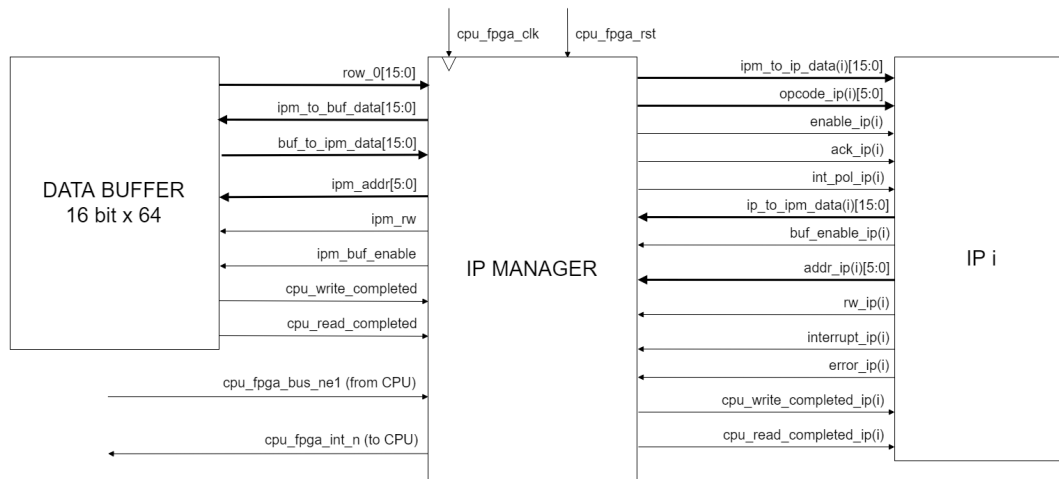 cpu_fpga_clk
cpu_fpga_rst
DATA BUFFER
16 bit x 64
row_0[15:0]
ipm_to_buf_data[15:0]
buf_to_ipm_data[15:0]
ipm_addr[5:0]
ipm_rw
ipm_buf_enable
cpu_write_completed
cpu_read_completed
cpu_fpga_bus_ne1 (from CPU)
cpu_fpga_int_n (to CPU)
IP MANAGER
ipm_to_ip_data(i)[15:0]
opcode_ip(i)[5:0]
enable_ip(i)
ack_ip(i)
int_pol_ip(i)
ip_to_ipm_data(i)[15:0]
buf_enable_ip(i)
addr_ip(i)[5:0]
rw_ip(i)
interrupt_ip(i)
error_ip(i)
cpu_write_completed_ip(i)
cpu_read_completed_ip(i)
IP i